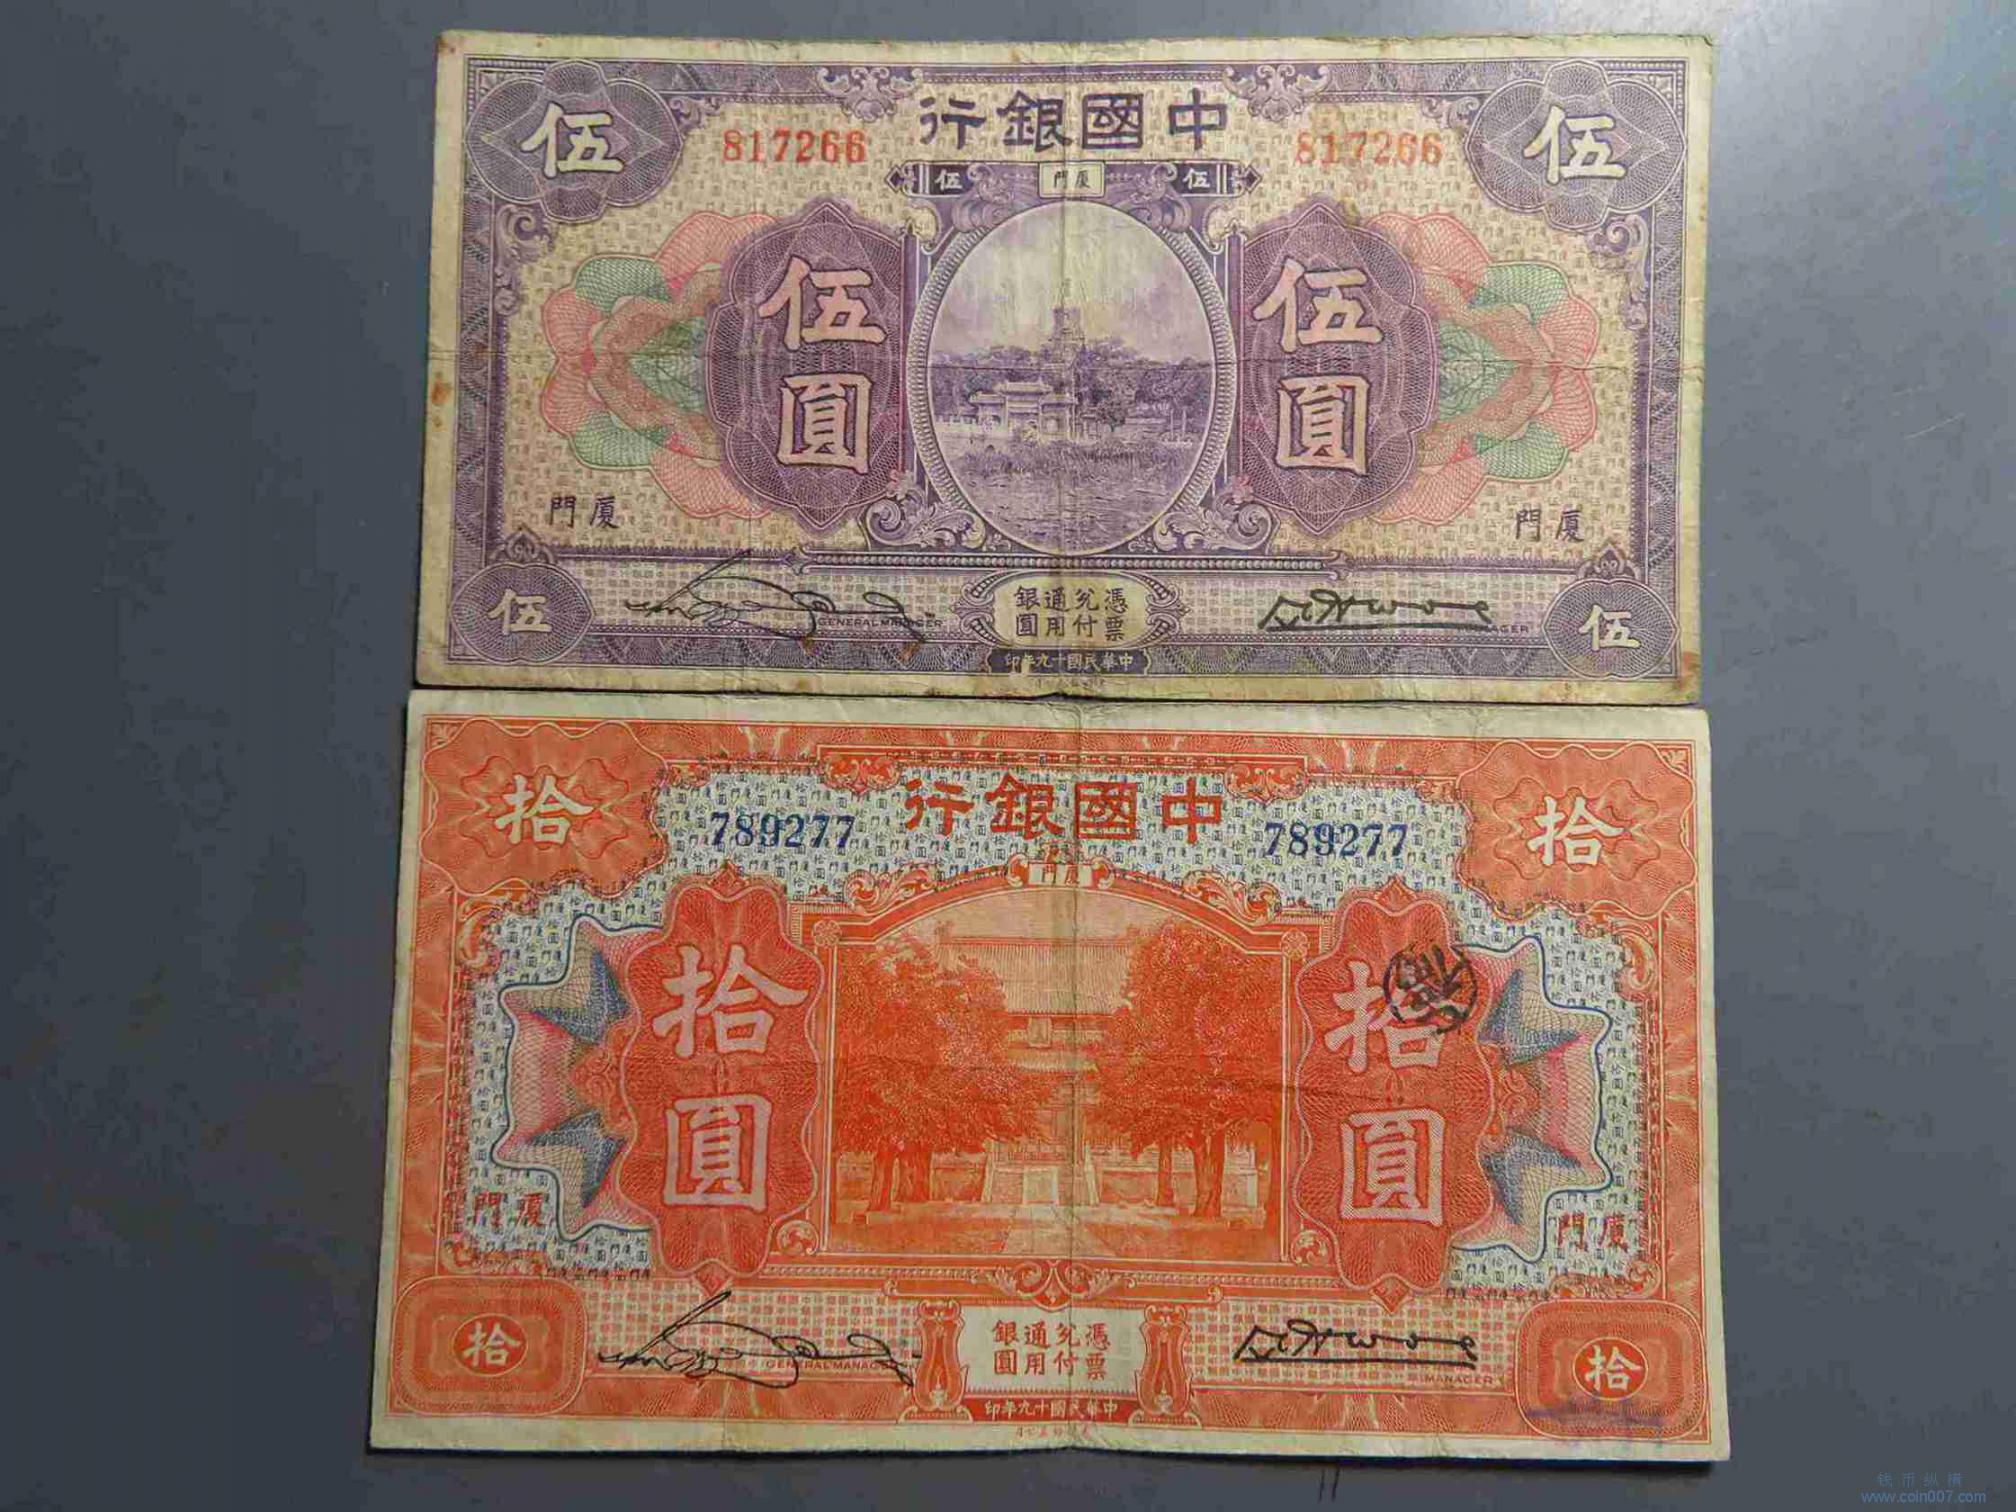 中國銀行
伍
817266
817266
伍
伍
廈門
伍
伍圓
伍圓
廈門
廈門
憑票
兌付
通用
銀圓
GENERAL MANAGER
伍
伍
中華民國十九年印
中國銀行
拾
789277
789277
拾
廈門
拾圓
拾圓
廈門
廈門
憑票
兌付
通用
銀圓
GENERAL MANAGER
MANAGER
拾
拾
中華民國十九年印
钱币纵横
www.coin007.com